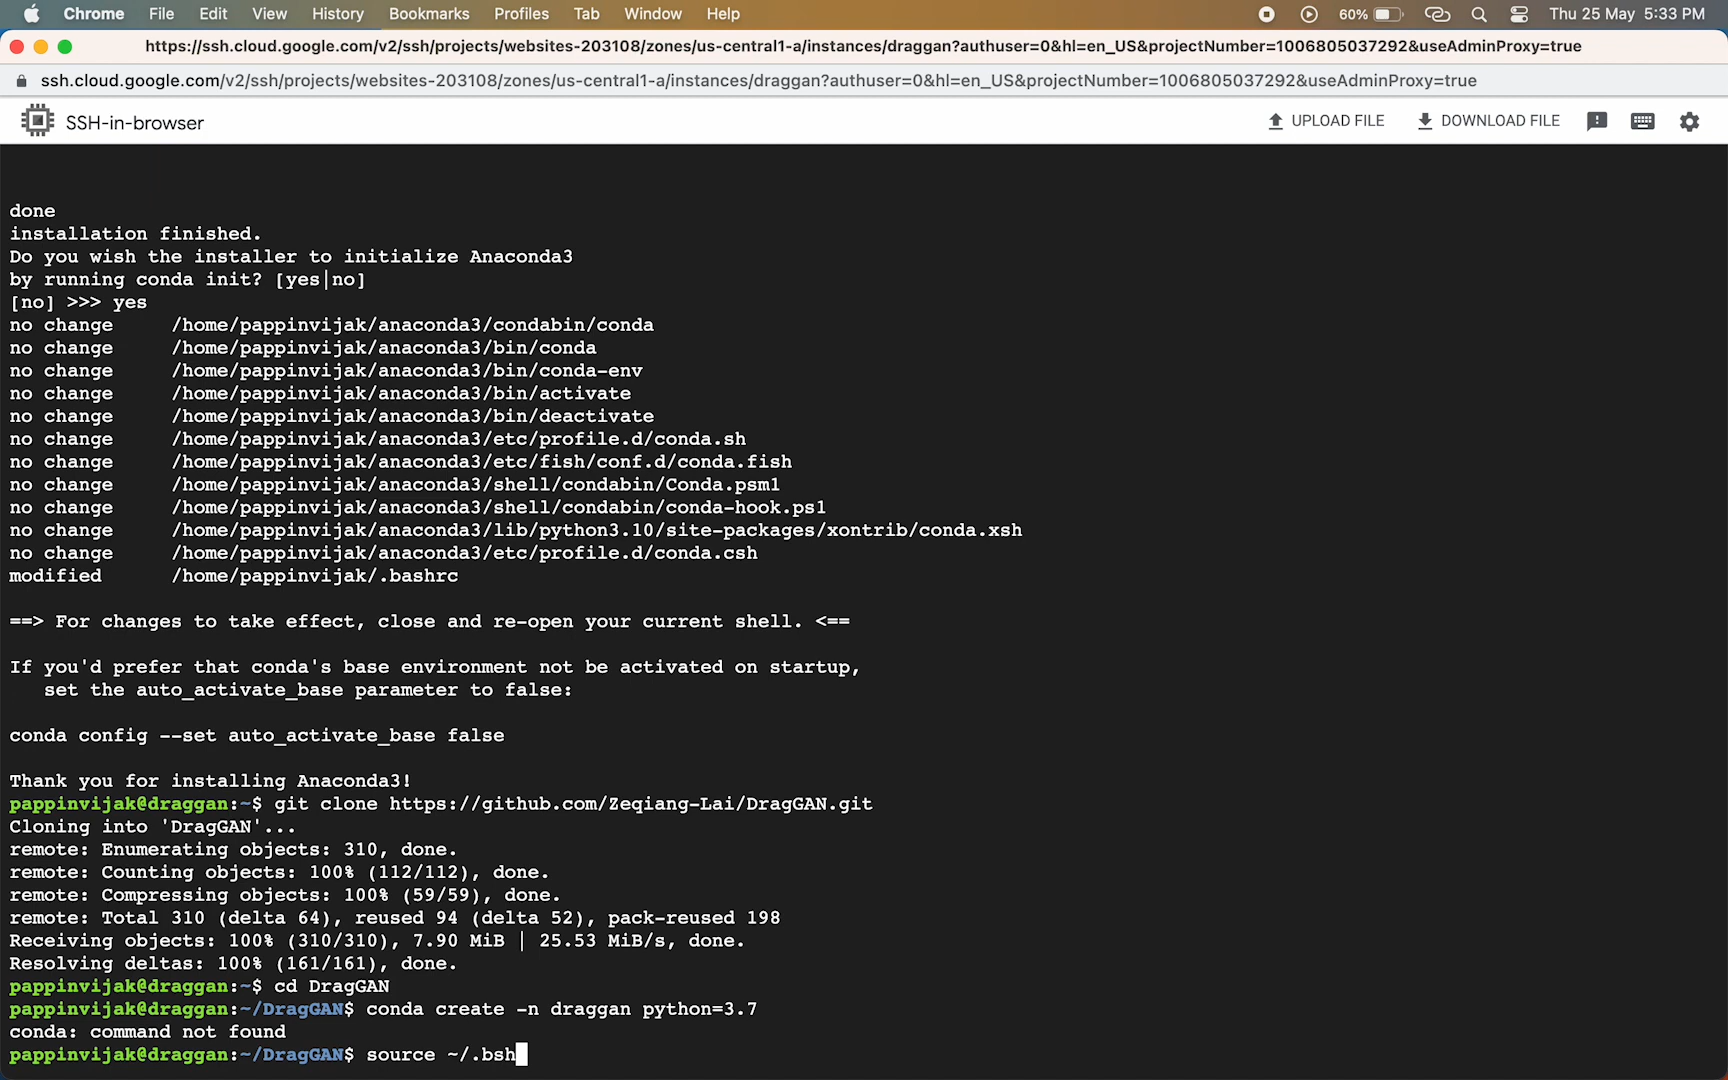 Chrome File Edit View History Bookmarks Profiles Tab Window Help 60% Thu 25 May 5:33 PM
https://ssh.cloud.google.com/v2/ssh/projects/websites-203108/zones/us-central1-a/instances/draggan?authuser=0&hl=en_US&projectNumber=1006805037292&useAdminProxy=true
ssh.cloud.google.com/v2/ssh/projects/websites-203108/zones/us-central1-a/instances/draggan?authuser=0&hl=en_US&projectNumber=1006805037292&useAdminProxy=true
SSH-in-browser UPLOAD FILE DOWNLOAD FILE
done
installation finished.
Do you wish the installer to initialize Anaconda3
by running conda init? [yes|no]
[no] >>> yes
no change     /home/pappinvijak/anaconda3/condabin/conda
no change     /home/pappinvijak/anaconda3/bin/conda
no change     /home/pappinvijak/anaconda3/bin/conda-env
no change     /home/pappinvijak/anaconda3/bin/activate
no change     /home/pappinvijak/anaconda3/bin/deactivate
no change     /home/pappinvijak/anaconda3/etc/profile.d/conda.sh
no change     /home/pappinvijak/anaconda3/etc/fish/conf.d/conda.fish
no change     /home/pappinvijak/anaconda3/shell/condabin/Conda.psm1
no change     /home/pappinvijak/anaconda3/shell/condabin/conda-hook.ps1
no change     /home/pappinvijak/anaconda3/lib/python3.10/site-packages/xontrib/conda.xsh
no change     /home/pappinvijak/anaconda3/etc/profile.d/conda.csh
modified      /home/pappinvijak/.bashrc
==> For changes to take effect, close and re-open your current shell. <==
If you'd prefer that conda's base environment not be activated on startup,
   set the auto_activate_base parameter to false:
conda config --set auto_activate_base false
Thank you for installing Anaconda3!
pappinvijak@draggan:~$ git clone https://github.com/Zeqiang-Lai/DragGAN.git
Cloning into 'DragGAN'...
remote: Enumerating objects: 310, done.
remote: Counting objects: 100% (112/112), done.
remote: Compressing objects: 100% (59/59), done.
remote: Total 310 (delta 64), reused 94 (delta 52), pack-reused 198
Receiving objects: 100% (310/310), 7.90 MiB | 25.53 MiB/s, done.
Resolving deltas: 100% (161/161), done.
pappinvijak@draggan:~$ cd DragGAN
pappinvijak@draggan:~/DragGAN$ conda create -n draggan python=3.7
conda: command not found
pappinvijak@draggan:~/DragGAN$ source ~/.bsh